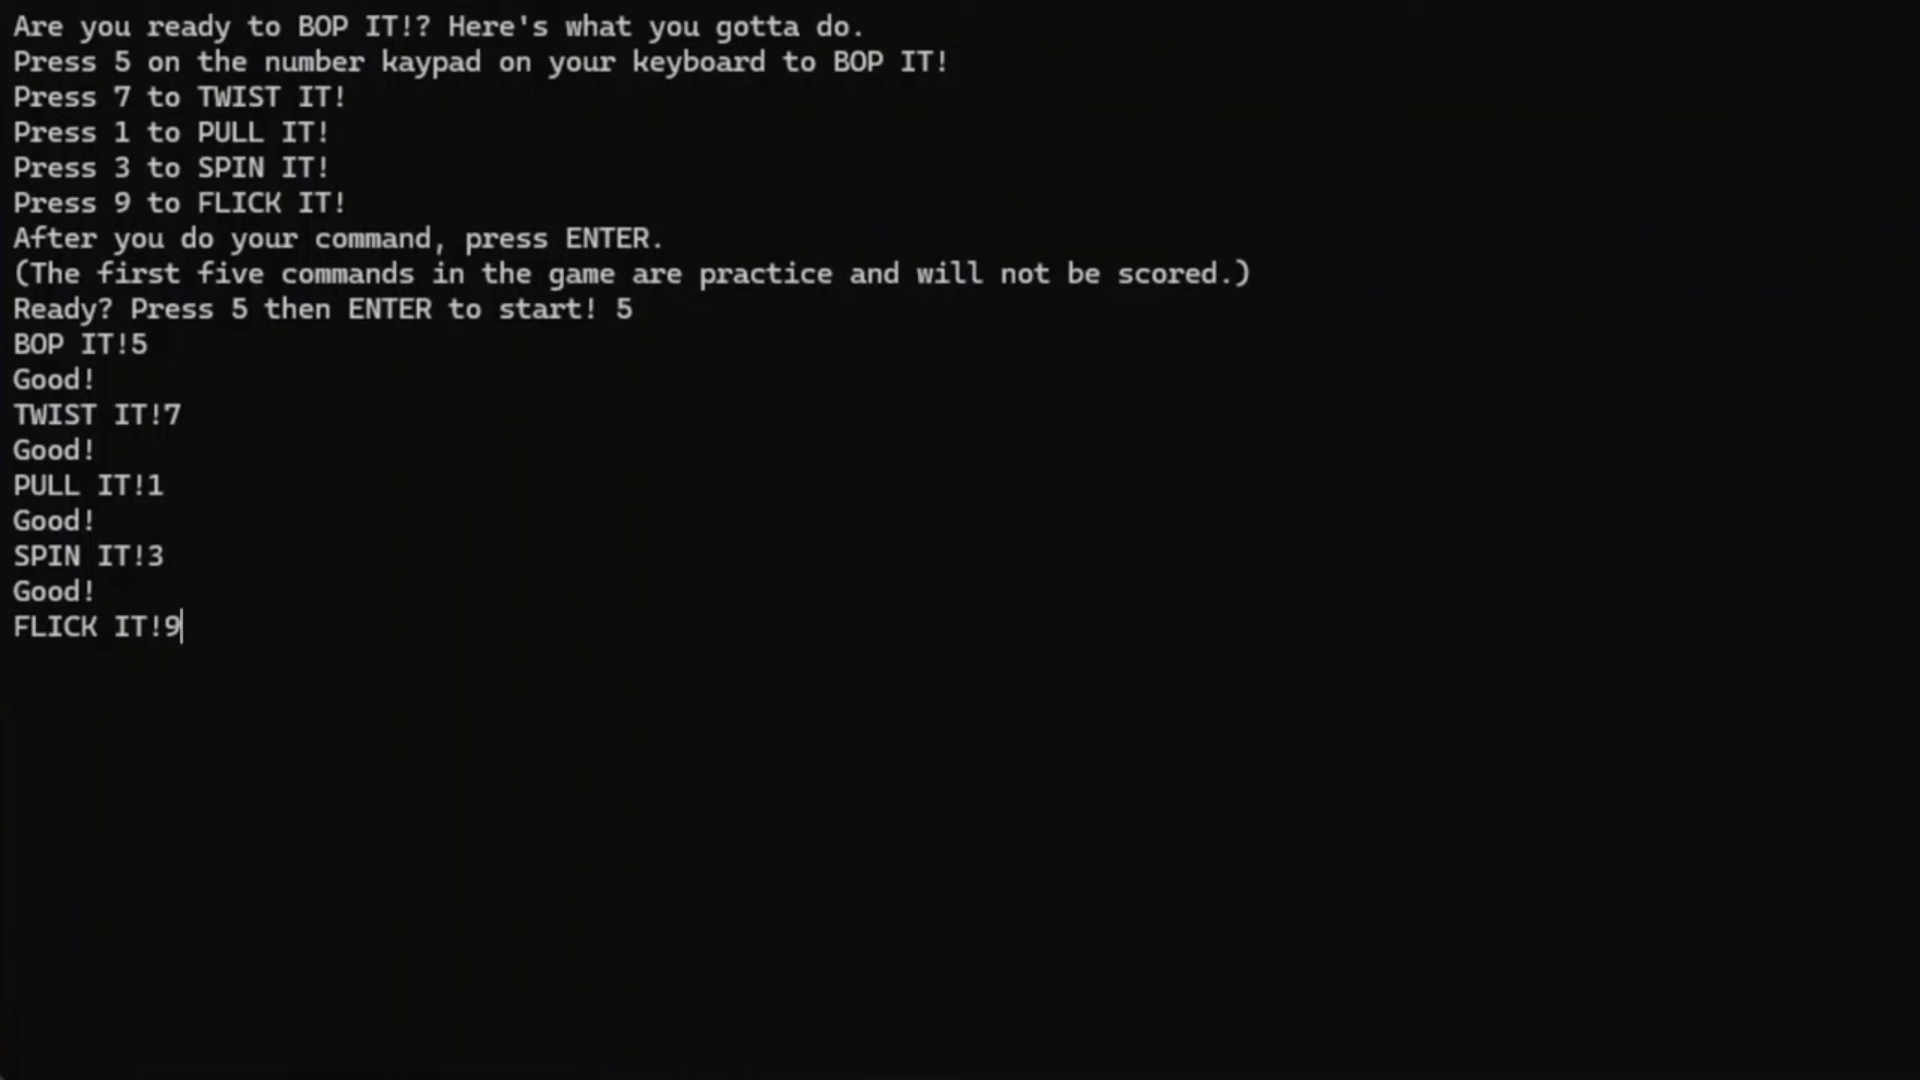 Are you ready to BOP IT!? Here's what you gotta do.
Press 5 on the number kaypad on your keyboard to BOP IT!
Press 7 to TWIST IT!
Press 1 to PULL IT!
Press 3 to SPIN IT!
Press 9 to FLICK IT!
After you do your command, press ENTER.
(The first five commands in the game are practice and will not be scored.)
Ready? Press 5 then ENTER to start! 5
BOP IT!5
Good!
TWIST IT!7
Good!
PULL IT!1
Good!
SPIN IT!3
Good!
FLICK IT!9